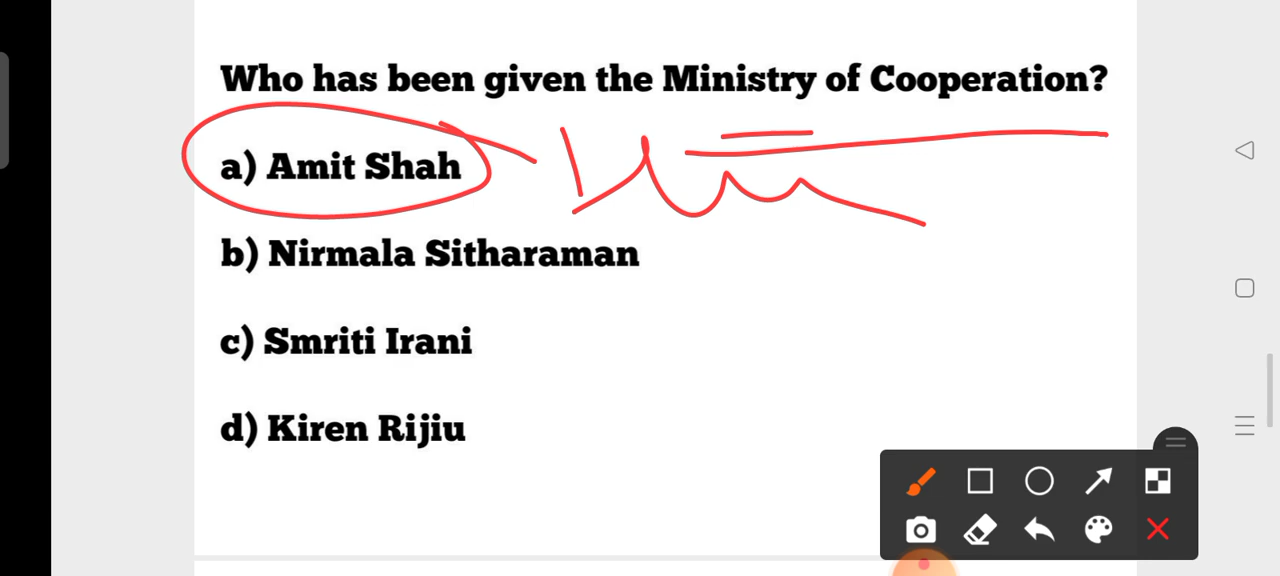 Who has been given the Ministry of Cooperation?
a) Amit Shah
b) Nirmala Sitharaman
c) Smriti Irani
d) Kiren Rijiu